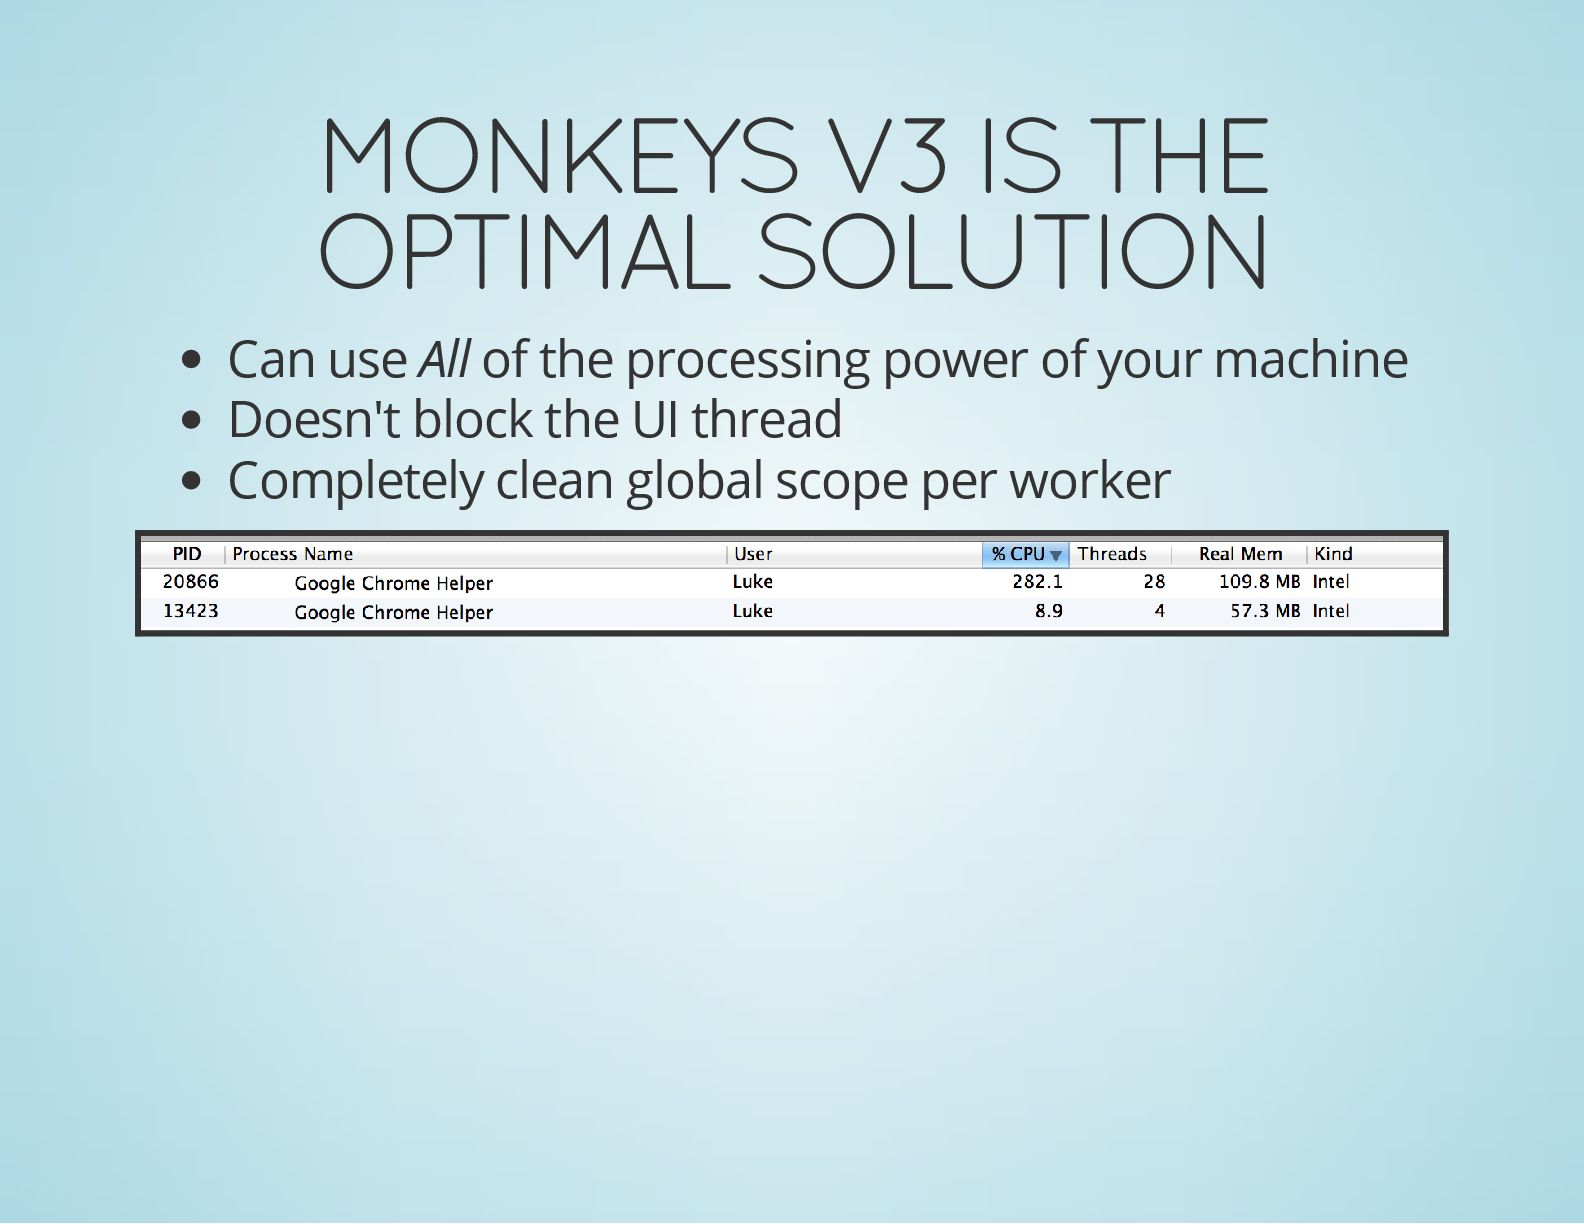 MONKEYS V3 IS THE
OPTIMAL SOLUTION
• Can use All of the processing power of your machine
• Doesn't block the UI thread
• Completely clean global scope per worker
PID Process Name User % CPU Threads Real Mem Kind
20866 Google Chrome Helper Luke 282.1 28 109.8 MB Intel
13423 Google Chrome Helper Luke 8.9 4 57.3 MB Intel